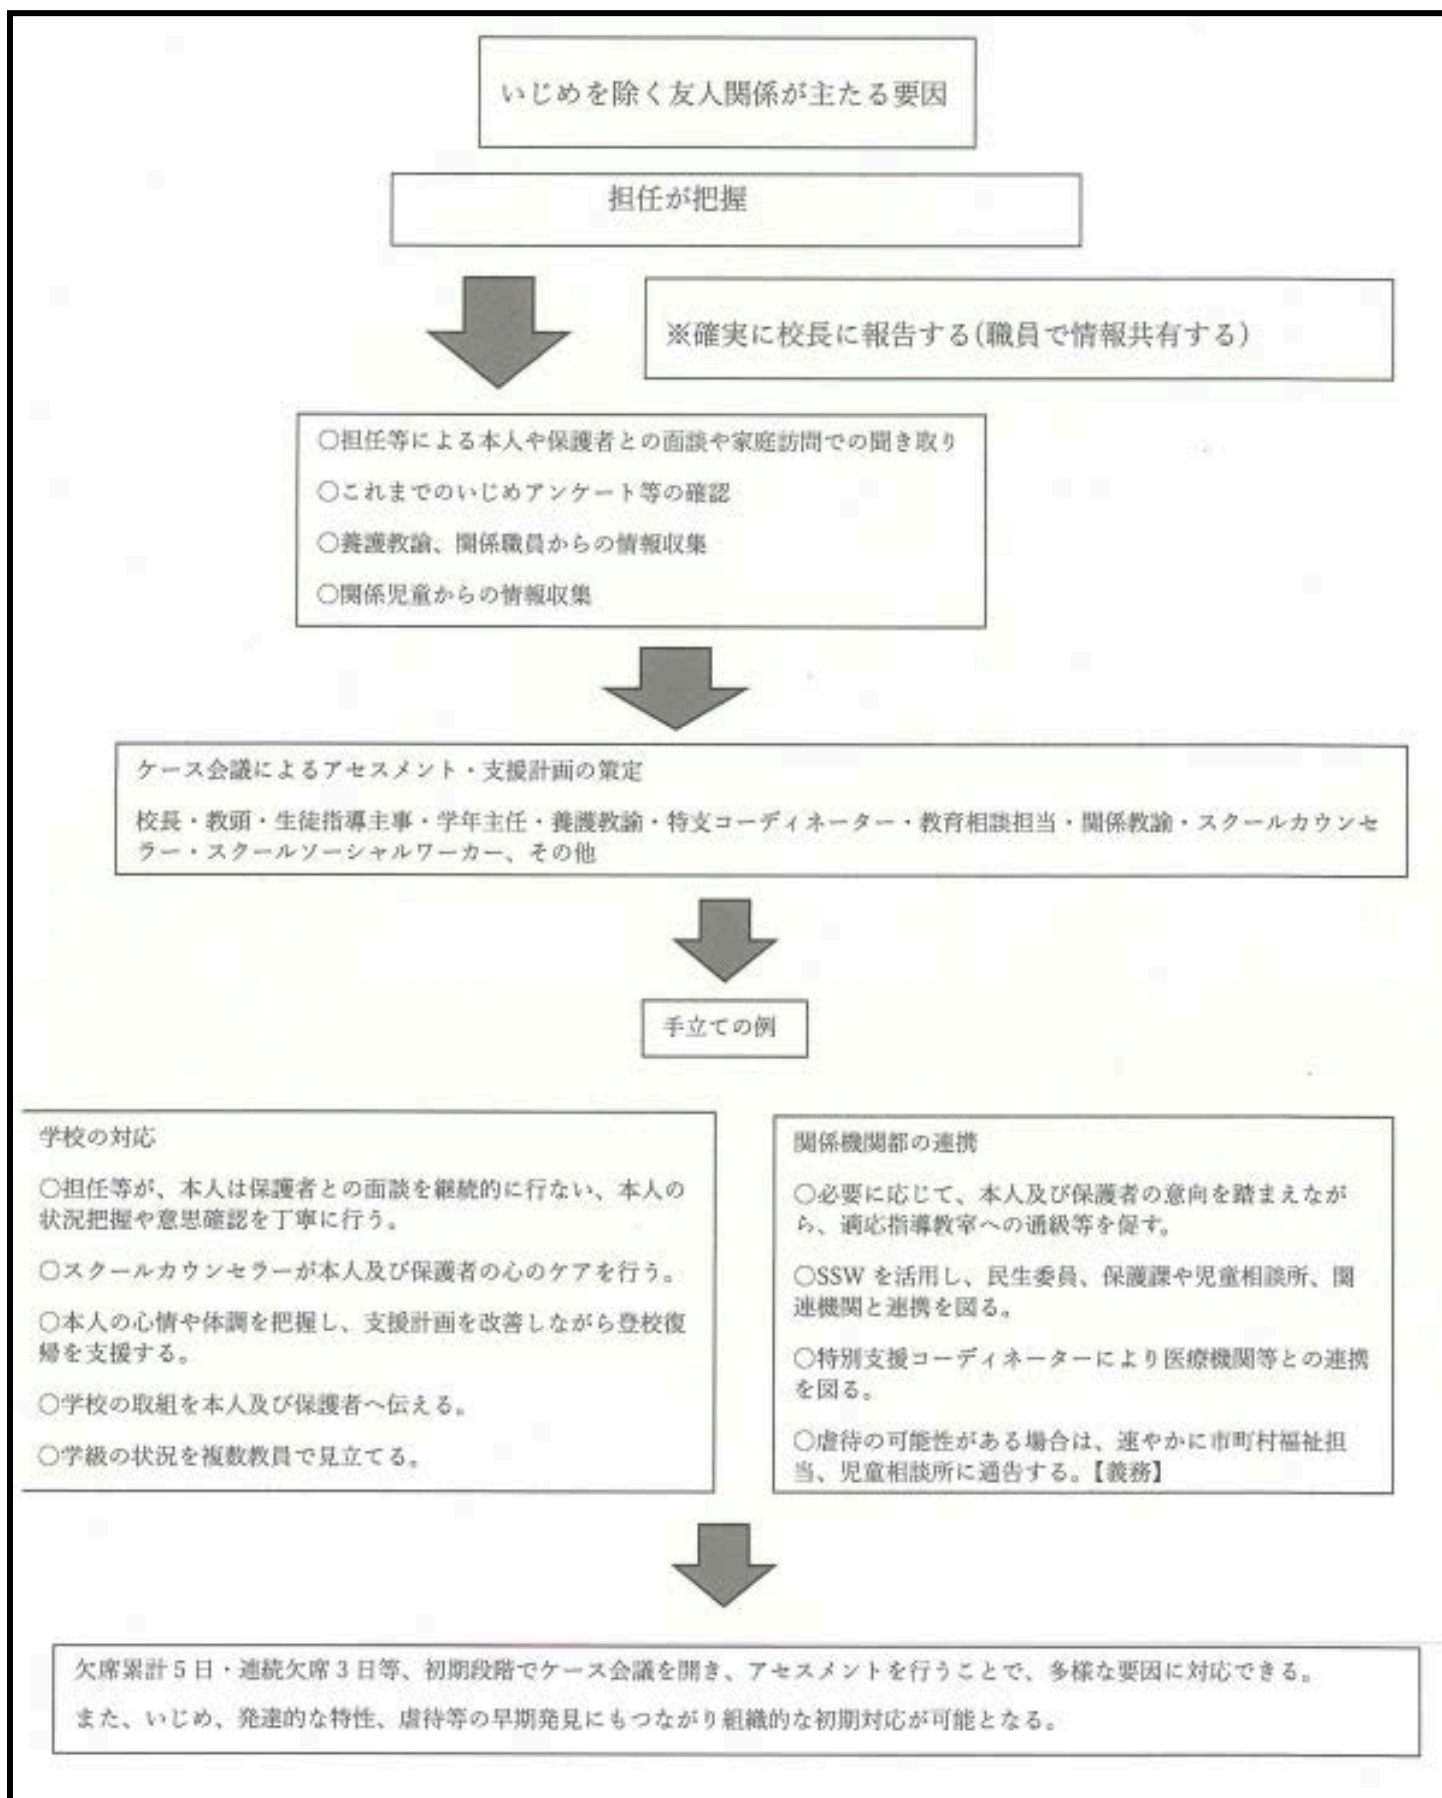 いじめを除く友人関係が主たる要因
担任が把握
※確実に校長に報告する(職員で情報共有する)
〇担任等による本人や保護者との面談や家庭訪問での聞き取り
〇これまでのいじめアンケート等の確認
〇養護教諭、関係職員からの情報収集
〇関係児童からの情報収集
ケース会議によるアセスメント・支援計画の策定
校長・教頭・生徒指導主事・学年主任・養護教諭・特支コーディネーター・教育相談担当・関係教諭・スクールカウンセ
ラー・スクールソーシャルワーカー、その他
手立ての例
学校の対応
〇担任等が、本人は保護者との面談を継続的に行ない、本人の
状況把握や意思確認を丁寧に行う。
〇スクールカウンセラーが本人及び保護者の心のケアを行う。
〇本人の心情や体調を把握し、支援計画を改善しながら登校復
帰を支援する。
〇学校の取組を本人及び保護者へ伝える。
〇学級の状況を複数教員で見立てる。
関係機関都の連携
〇必要に応じて、本人及び保護者の意向を踏まえなが
ら、適応指導教室への通級等を促す。
〇SSW を活用し、民生委員、保護課や児童相談所、関
連機関と連携を図る。
〇特別支援コーディネーターにより医療機関等との連携
を図る。
〇虐待の可能性がある場合は、速やかに市町村福祉担
当、児童相談所に通告する。【義務】
欠席累計 5 日・連続欠席 3 日等、初期段階でケース会議を開き、アセスメントを行うことで、多様な要因に対応できる。
また、いじめ、発達的な特性、虐待等の早期発見にもつながり組織的な初期対応が可能となる。